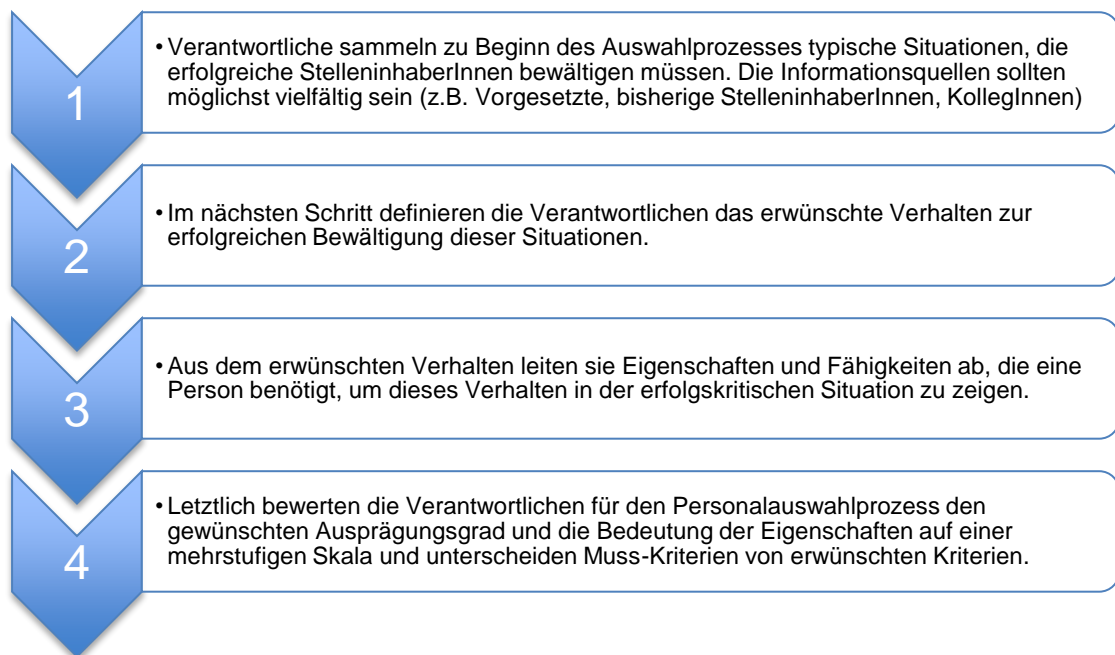 1
• Verantwortliche sammeln zu Beginn des Auswahlprozesses typische Situationen, die
erfolgreiche StelleninhaberInnen bewältigen müssen. Die Informationsquellen sollten
möglichst vielfältig sein (z.B. Vorgesetzte, bisherige StelleninhaberInnen, KollegInnen)
2
• Im nächsten Schritt definieren die Verantwortlichen das erwünschte Verhalten zur
erfolgreichen Bewältigung dieser Situationen.
3
• Aus dem erwünschten Verhalten leiten sie Eigenschaften und Fähigkeiten ab, die eine
Person benötigt, um dieses Verhalten in der erfolgskritischen Situation zu zeigen.
4
• Letztlich bewerten die Verantwortlichen für den Personalauswahlprozess den
gewünschten Ausprägungsgrad und die Bedeutung der Eigenschaften auf einer
mehrstufigen Skala und unterscheiden Muss-Kriterien von erwünschten Kriterien.